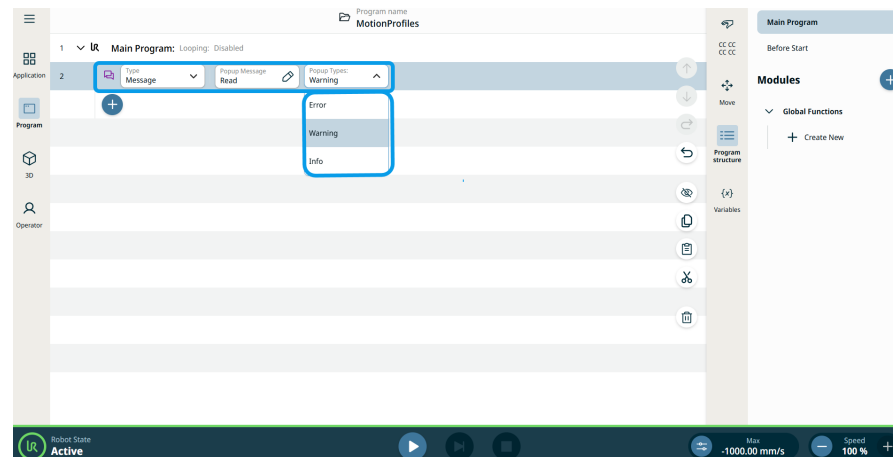 Program name
MotionProfiles
Main Program
1 Main Program: Looping: Disabled
CC CC
CC CC
Before Start
Application
2 Type Popup Message Popup Types:
Message Read Warning
Modules
Move
Error
Global Functions
Program
Warning
Create New
Program
structure
Info
3D
{x}
Variables
Operator
UR Robot State
Active
Max
-1000.00 mm/s
Speed
100 %